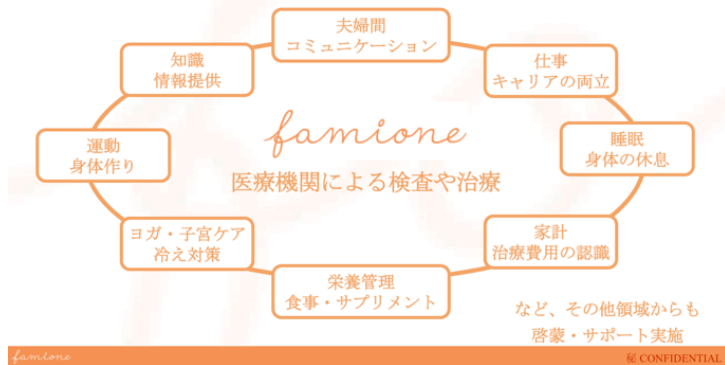 夫婦間
コミュニケーション
知識
情報提供
仕事
キャリアの両立
運動
身体作り
famione
医療機関による検査や治療
睡眠
身体の休息
ヨガ・子宮ケア
冷え対策
家計
治療費用の認識
栄養管理
食事・サプリメント
など、その他領域からも
啓蒙・サポート実施
famione
㊙ CONFIDENTIAL